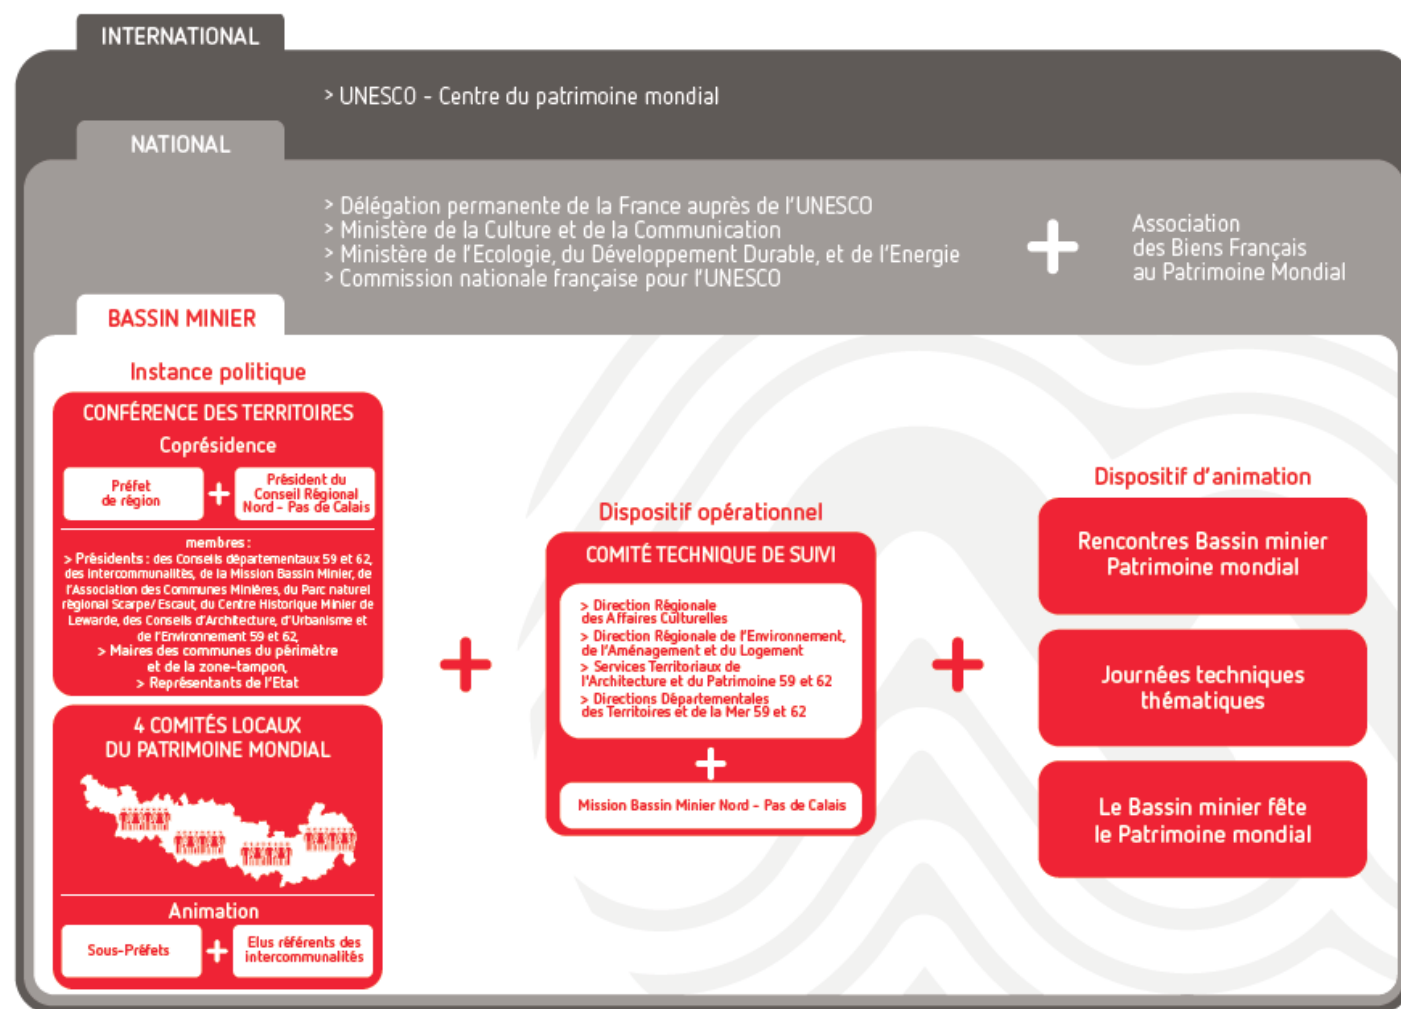 INTERNATIONAL
> UNESCO - Centre du patrimoine mondial
NATIONAL
> Délégation permanente de la France auprès de l'UNESCO
> Ministère de la Culture et de la Communication
> Ministère de l'Ecologie, du Développement Durable, et de l'Energie
> Commission nationale française pour l'UNESCO
+
Association
des Biens Français
au Patrimoine Mondial
BASSIN MINIER
Instance politique
CONFÉRENCE DES TERRITOIRES
Coprésidence
Préfet
de région
+
Président du
Conseil Régional
Nord - Pas de Calais
membres :
> Présidents : des Conseils départementaux 59 et 62,
des intercommunalités, de la Mission Bassin Minier, de
l'Association des Communes Minières, du Parc naturel
régional Scarpe/Escaut, du Centre Historique Minier de
Lewarde, des Conseils d'Architecture, d'Urbanisme et
de l'Environnement 59 et 62,
> Maires des communes du périmètre
et de la zone-tampon,
> Représentants de l'Etat
4 COMITÉS LOCAUX
DU PATRIMOINE MONDIAL
Animation
Sous-Préfets
+
Elus référents des
intercommunalités
+
Dispositif opérationnel
COMITÉ TECHNIQUE DE SUIVI
> Direction Régionale
des Affaires Culturelles
> Direction Régionale de l'Environnement,
de l'Aménagement et du Logement
> Services Territoriaux de
l'Architecture et du Patrimoine 59 et 62
> Directions Départementales
des Territoires et de la Mer 59 et 62
+
Mission Bassin Minier Nord - Pas de Calais
+
Dispositif d'animation
Rencontres Bassin minier
Patrimoine mondial
Journées techniques
thématiques
Le Bassin minier fête
le Patrimoine mondial